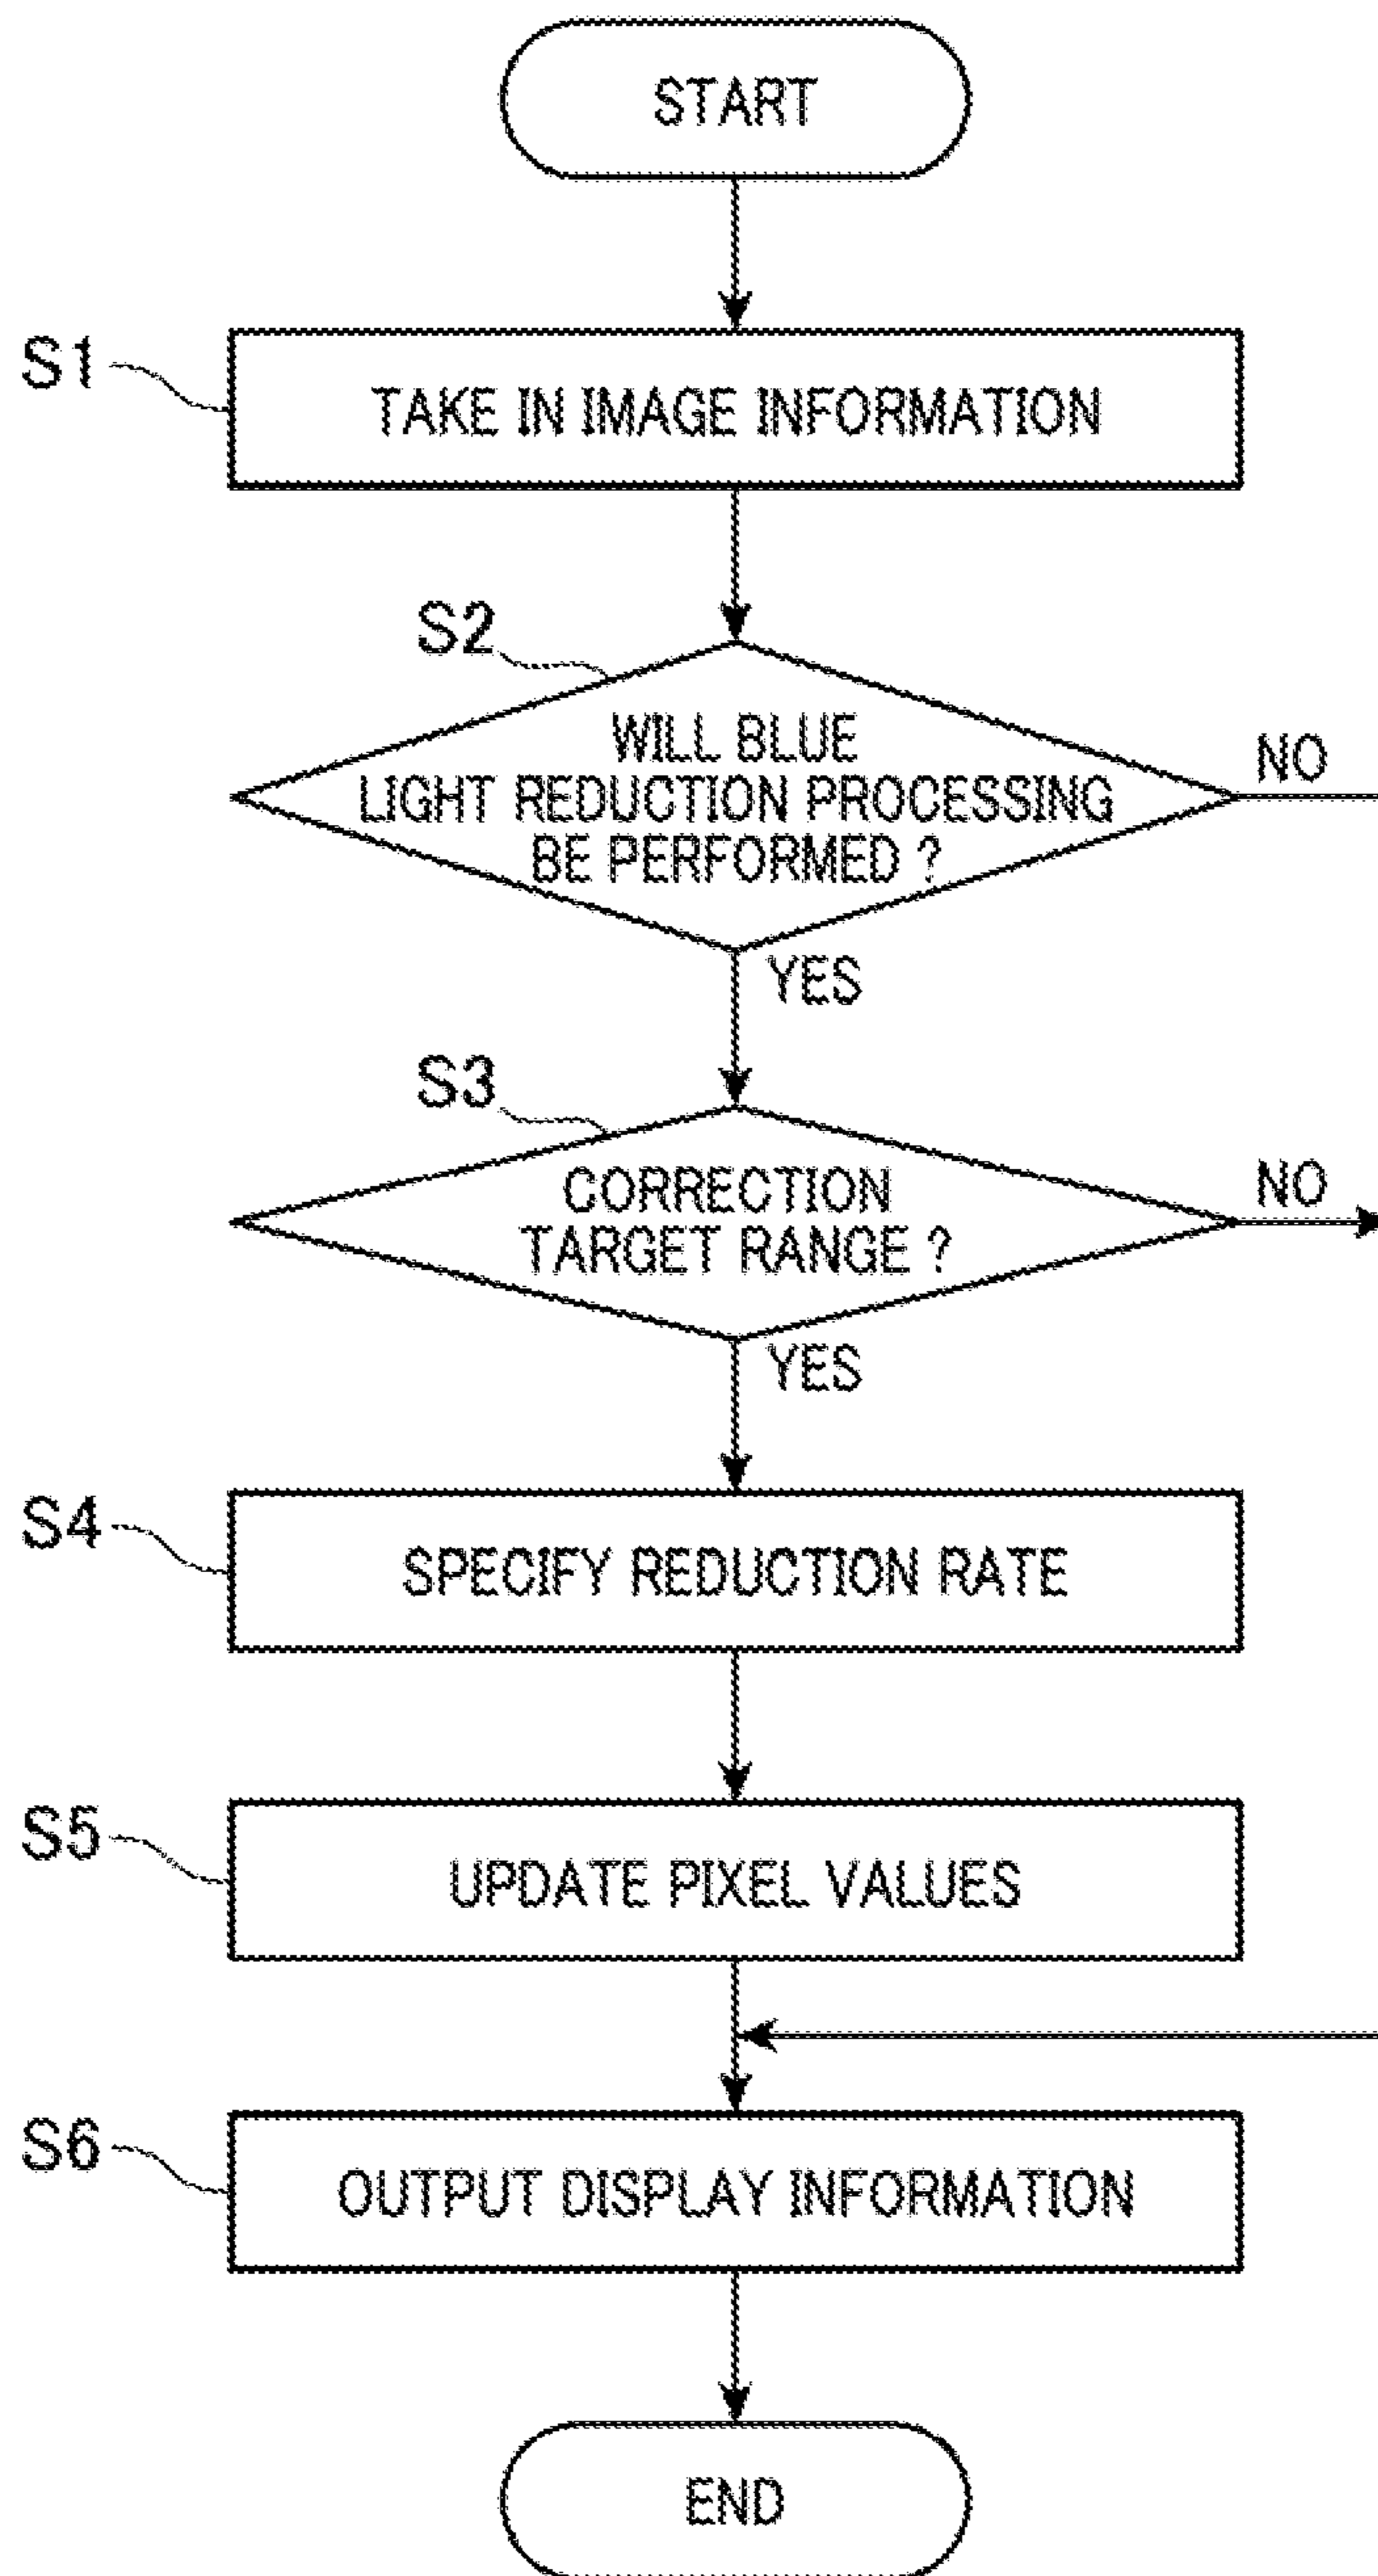 START
S1
TAKE IN IMAGE INFORMATION
S2
WILL BLUE
LIGHT REDUCTION PROCESSING
BE PERFORMED ?
NO
YES
S3
CORRECTION
TARGET RANGE ?
NO
YES
S4
SPECIFY REDUCTION RATE
S5
UPDATE PIXEL VALUES
S6
OUTPUT DISPLAY INFORMATION
END